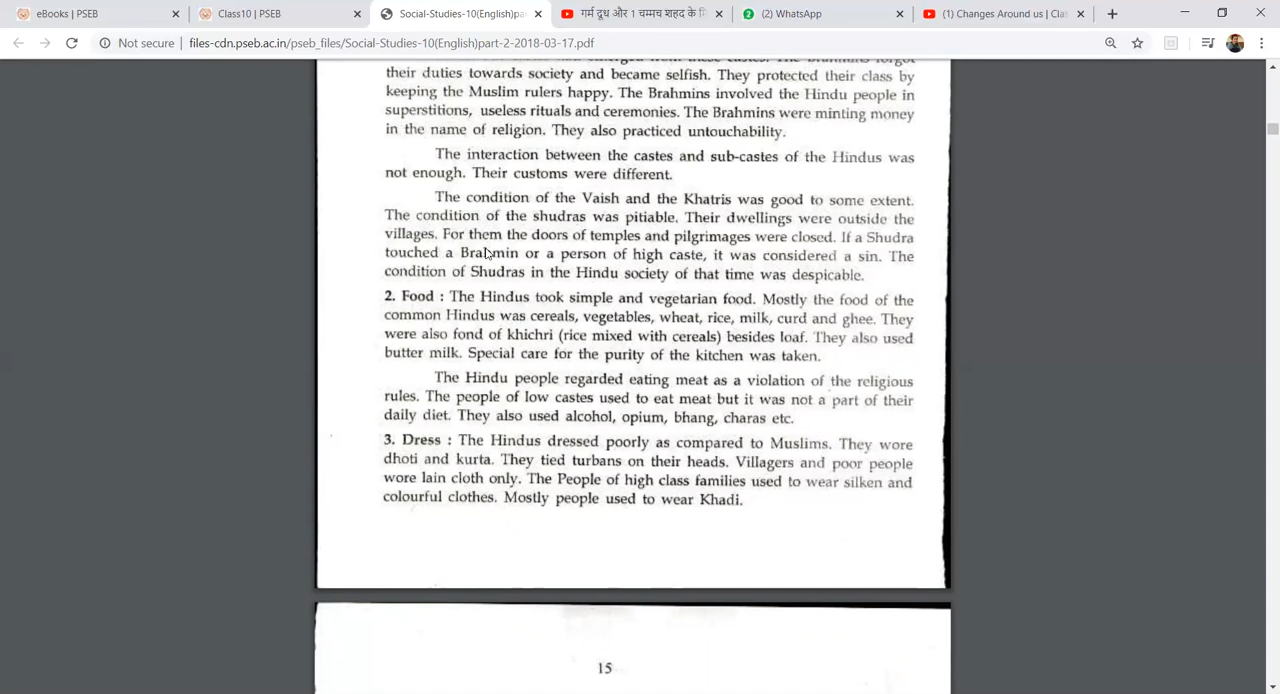 eBooks | PSEB
Class10 | PSEB
Social-Studies-10(English)pa
गर्म दूध और 1 चम्मच शहद के
(2) WhatsApp
(1) Changes Around us | Cla
Not secure | files-cdn.pseb.ac.in/pseb_files/Social-Studies-10(English)part-2-2018-03-17.pdf
their duties towards society and became selfish. They protected their class by
keeping the Muslim rulers happy. The Brahmins involved the Hindu people in
superstitions, useless rituals and ceremonies. The Brahmins were minting money
in the name of religion. They also practiced untouchability.
The interaction between the castes and sub-castes of the Hindus was
not enough. Their customs were different.
The condition of the Vaish and the Khatris was good to some extent.
The condition of the shudras was pitiable. Their dwellings were outside the
villages. For them the doors of temples and pilgrimages were closed. If a Shudra
touched a Brahmin or a person of high caste, it was considered a sin. The
condition of Shudras in the Hindu society of that time was despicable.
2. Food : The Hindus took simple and vegetarian food. Mostly the food of the
common Hindus was cereals, vegetables, wheat, rice, milk, curd and ghee. They
were also fond of khichri (rice mixed with cereals) besides loaf. They also used
butter milk. Special care for the purity of the kitchen was taken.
The Hindu people regarded eating meat as a violation of the religious
rules. The people of low castes used to eat meat but it was not a part of their
daily diet. They also used alcohol, opium, bhang, charas etc.
3. Dress : The Hindus dressed poorly as compared to Muslims. They wore
dhoti and kurta. They tied turbans on their heads. Villagers and poor people
wore lain cloth only. The People of high class families used to wear silken and
colourful clothes. Mostly people used to wear Khadi.
15